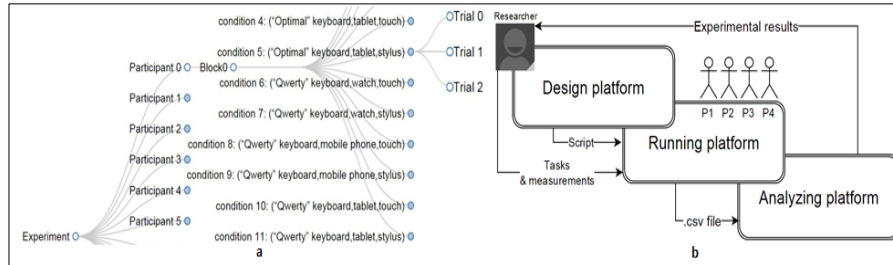 condition 4: ("Optimal" keyboard,tablet,touch)
condition 5: ("Optimal" keyboard,tablet,stylus)
condition 6: ("Qwerty" keyboard,watch,touch)
condition 7: ("Qwerty" keyboard,watch,stylus)
condition 8: ("Qwerty" keyboard,mobile phone,touch)
condition 9: ("Qwerty" keyboard,mobile phone,stylus)
condition 10: ("Qwerty" keyboard,tablet,touch)
condition 11: ("Qwerty" keyboard,tablet,stylus)
Trial 0
Trial 1
Trial 2
Participant 0
Block0
Participant 1
Participant 2
Participant 3
Participant 4
Participant 5
Experiment
a
Researcher
Experimental results
Design platform
P1 P2 P3 P4
Script
Running platform
Tasks
& measurements
Analyzing platform
.csv file
b